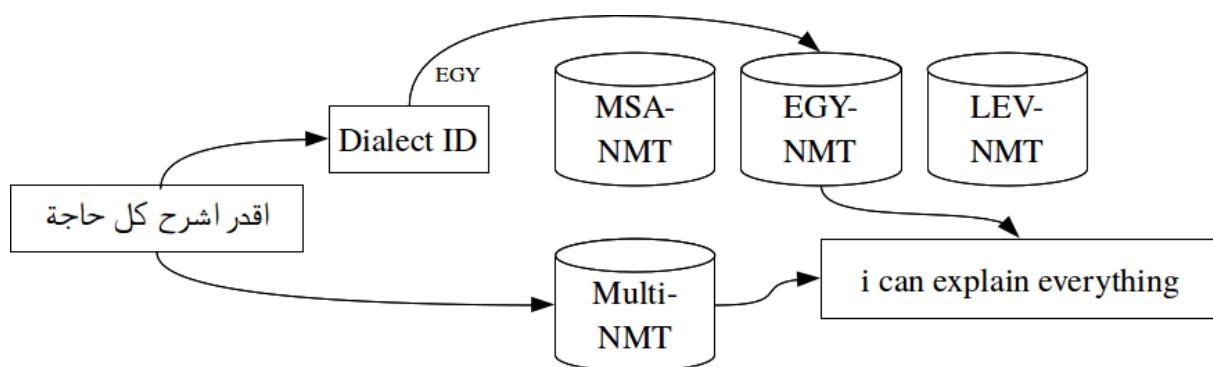 EGY
MSA-
NMT
EGY-
NMT
LEV-
NMT
Dialect ID
اقدر اشرح كل حاجة
Multi-
NMT
i can explain everything